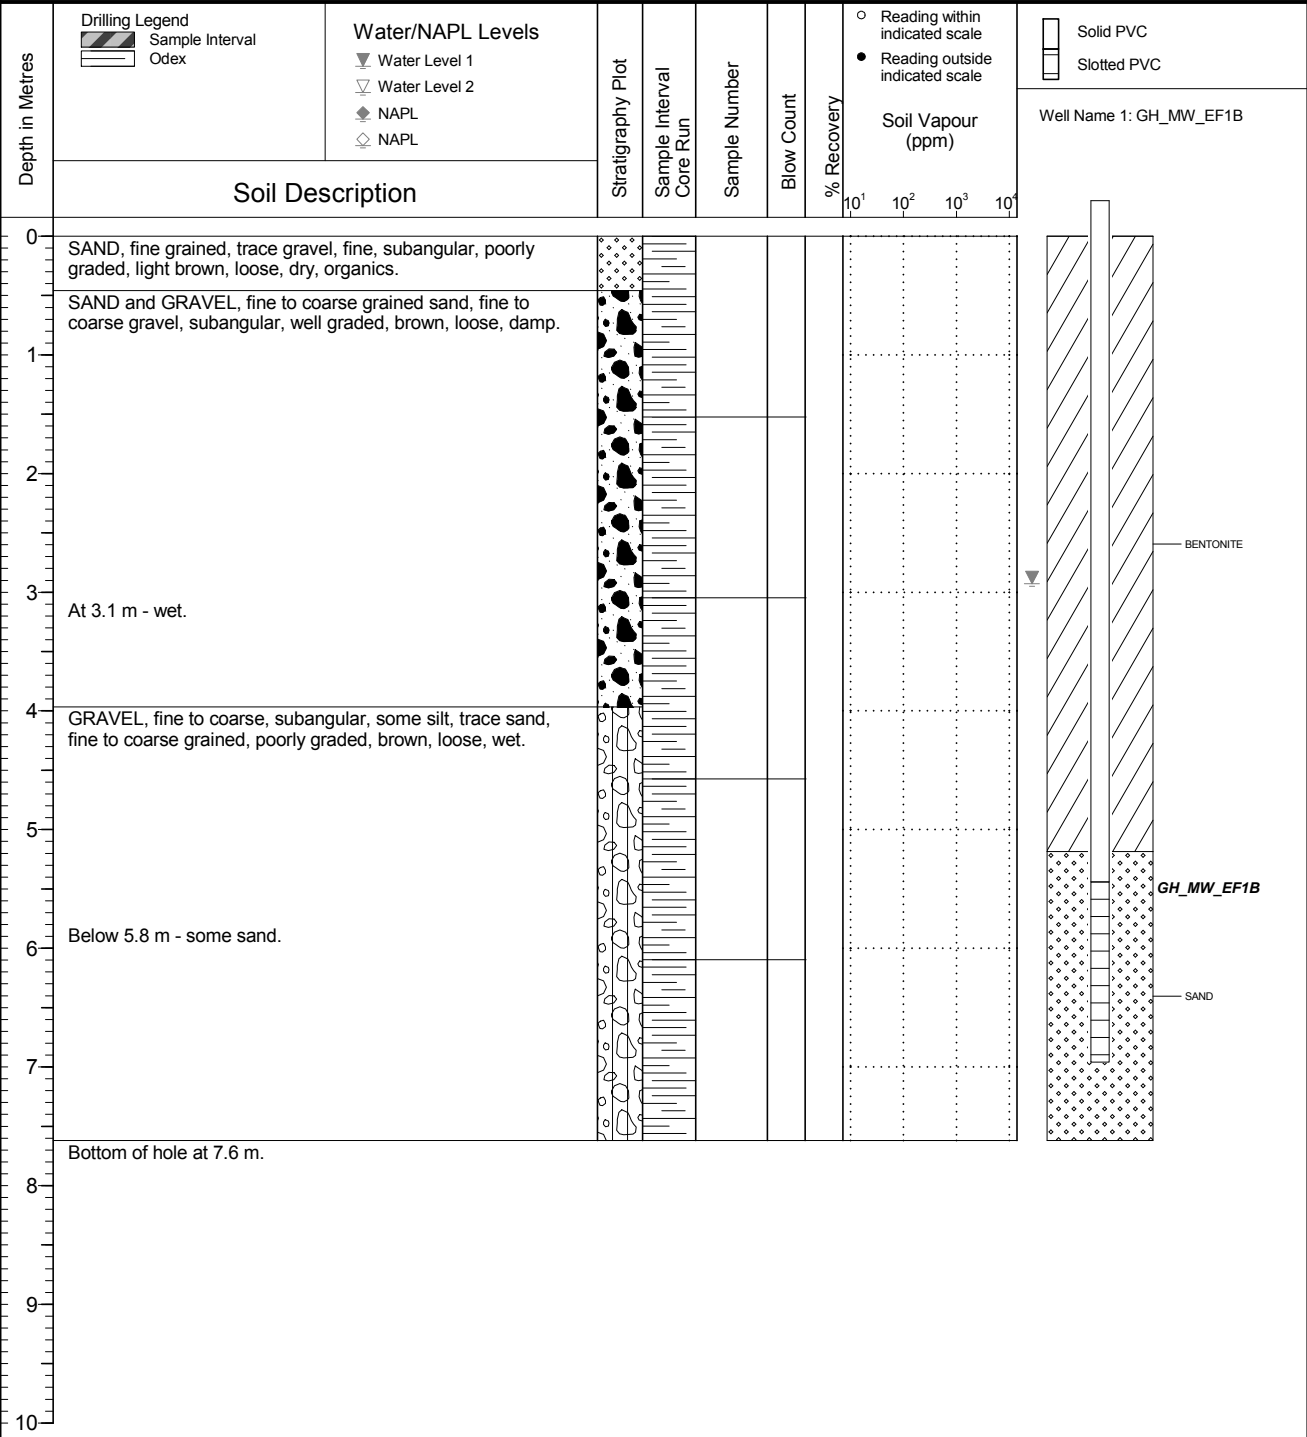 Drilling Legend
Sample Interval
Odex
Water/NAPL Levels
Water Level 1
Water Level 2
NAPL
NAPL
Reading within
indicated scale
Reading outside
indicated scale
Solid PVC
Slotted PVC
Depth in Metres
Soil Description
Stratigraphy Plot
Sample Interval
Core Run
Sample Number
Blow Count
% Recovery
Soil Vapour
(ppm)
10¹ 10² 10³ 10⁴
Well Name 1: GH_MW_EF1B
0
SAND, fine grained, trace gravel, fine, subangular, poorly
graded, light brown, loose, dry, organics.
SAND and GRAVEL, fine to coarse grained sand, fine to
coarse gravel, subangular, well graded, brown, loose, damp.
1
2
BENTONITE
3
At 3.1 m - wet.
4
GRAVEL, fine to coarse, subangular, some silt, trace sand,
fine to coarse grained, poorly graded, brown, loose, wet.
5
GH_MW_EF1B
Below 5.8 m - some sand.
6
SAND
7
Bottom of hole at 7.6 m.
8
9
10